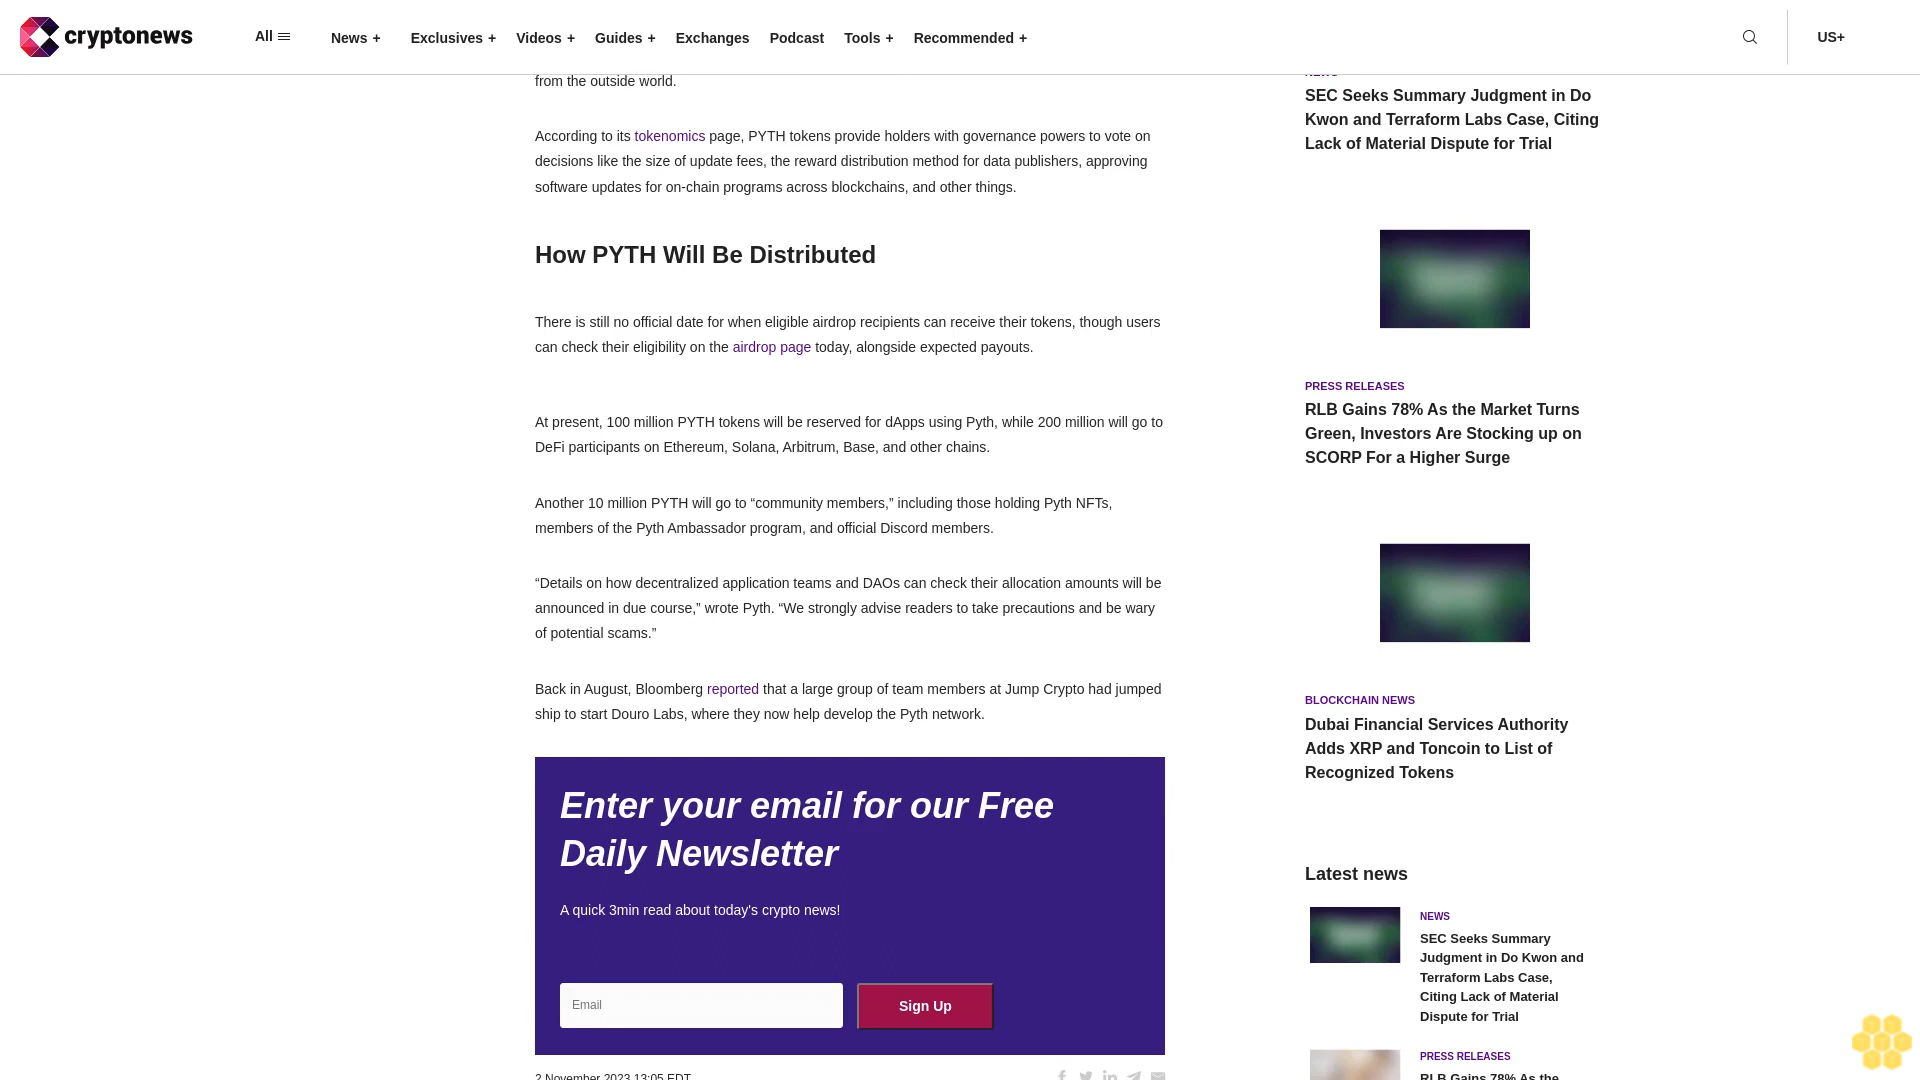 cryptonews
All
News +
Exclusives +
Videos +
Guides +
Exchanges
Podcast
Tools +
Recommended +
US+
from the outside world.
According to its tokenomics page, PYTH tokens provide holders with governance powers to vote on
decisions like the size of update fees, the reward distribution method for data publishers, approving
software updates for on-chain programs across blockchains, and other things.
How PYTH Will Be Distributed
There is still no official date for when eligible airdrop recipients can receive their tokens, though users
can check their eligibility on the airdrop page today, alongside expected payouts.
At present, 100 million PYTH tokens will be reserved for dApps using Pyth, while 200 million will go to
DeFi participants on Ethereum, Solana, Arbitrum, Base, and other chains.
Another 10 million PYTH will go to “community members,” including those holding Pyth NFTs,
members of the Pyth Ambassador program, and official Discord members.
“Details on how decentralized application teams and DAOs can check their allocation amounts will be
announced in due course,” wrote Pyth. “We strongly advise readers to take precautions and be wary
of potential scams.”
Back in August, Bloomberg reported that a large group of team members at Jump Crypto had jumped
ship to start Douro Labs, where they now help develop the Pyth network.
Enter your email for our Free
Daily Newsletter
A quick 3min read about today's crypto news!
Email
Sign Up
2 November 2023 13:05 EDT
NEWS
SEC Seeks Summary Judgment in Do
Kwon and Terraform Labs Case, Citing
Lack of Material Dispute for Trial
PRESS RELEASES
RLB Gains 78% As the Market Turns
Green, Investors Are Stocking up on
SCORP For a Higher Surge
BLOCKCHAIN NEWS
Dubai Financial Services Authority
Adds XRP and Toncoin to List of
Recognized Tokens
Latest news
NEWS
SEC Seeks Summary
Judgment in Do Kwon and
Terraform Labs Case,
Citing Lack of Material
Dispute for Trial
PRESS RELEASES
RLB Gains 78% As the